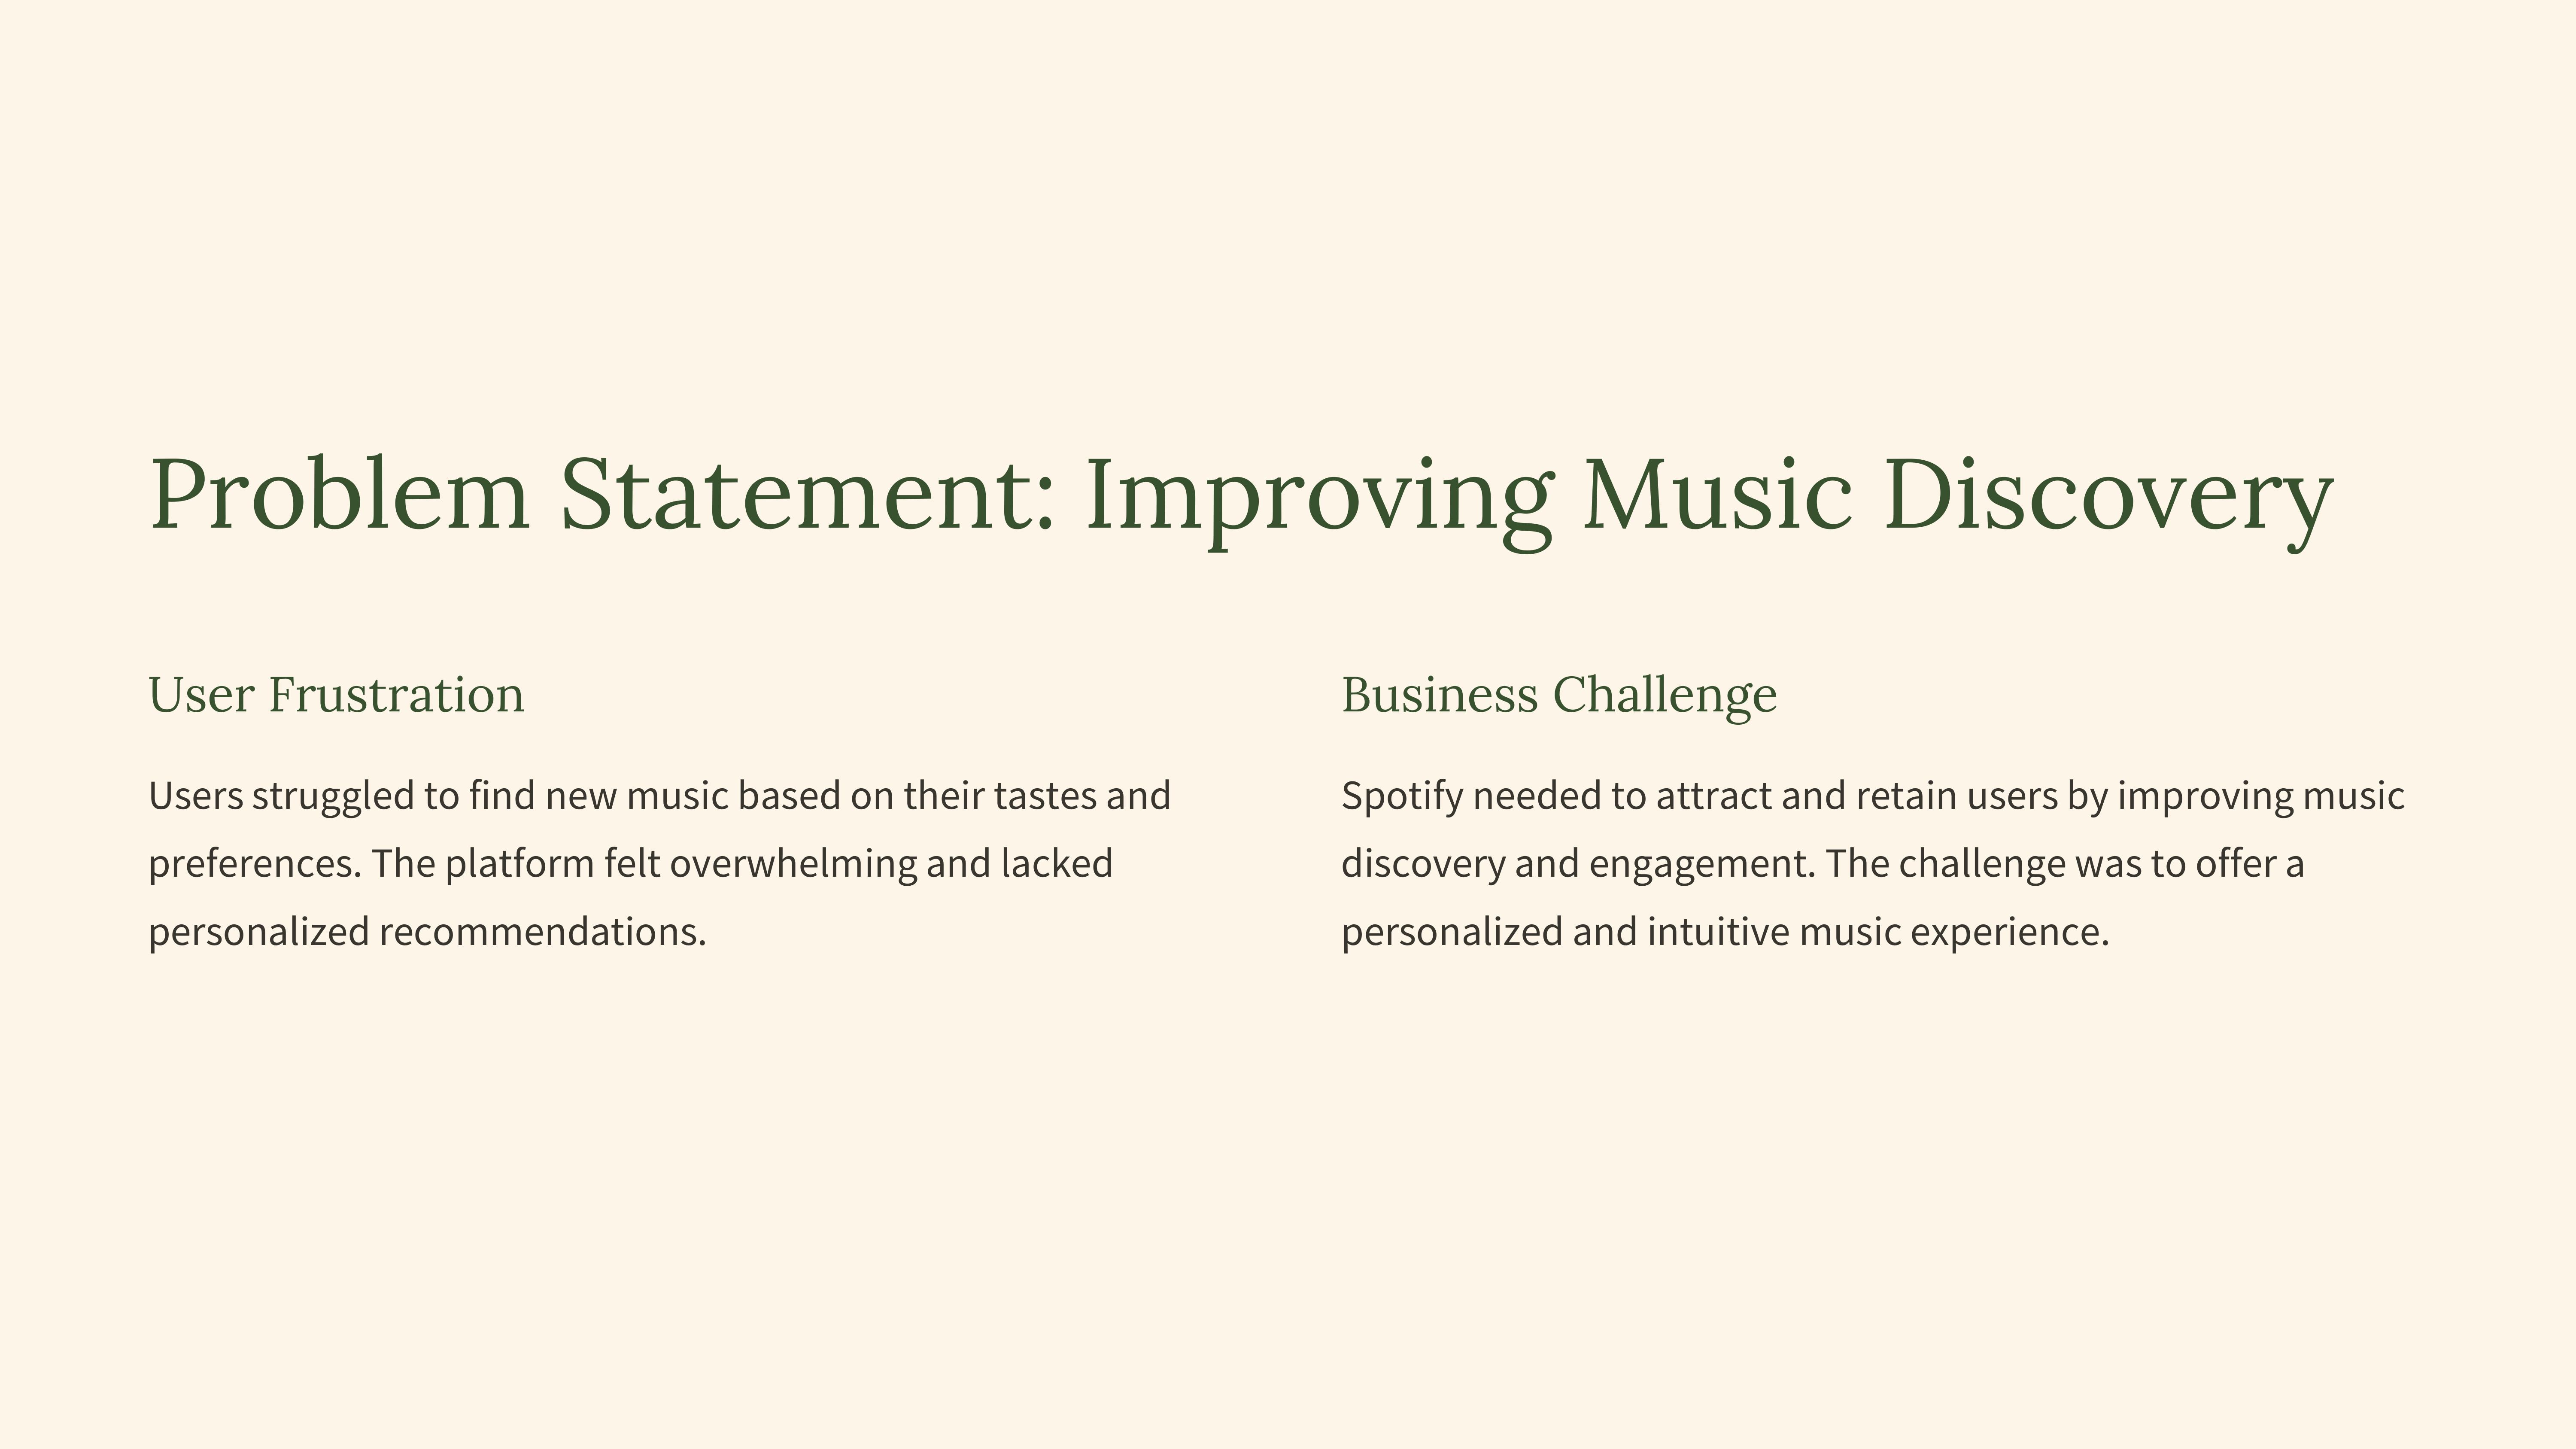 Problem Statement: Improving Music Discovery
User Frustration
Users struggled to find new music based on their tastes and
preferences. The platform felt overwhelming and lacked
personalized recommendations.
Business Challenge
Spotify needed to attract and retain users by improving music
discovery and engagement. The challenge was to offer a
personalized and intuitive music experience.